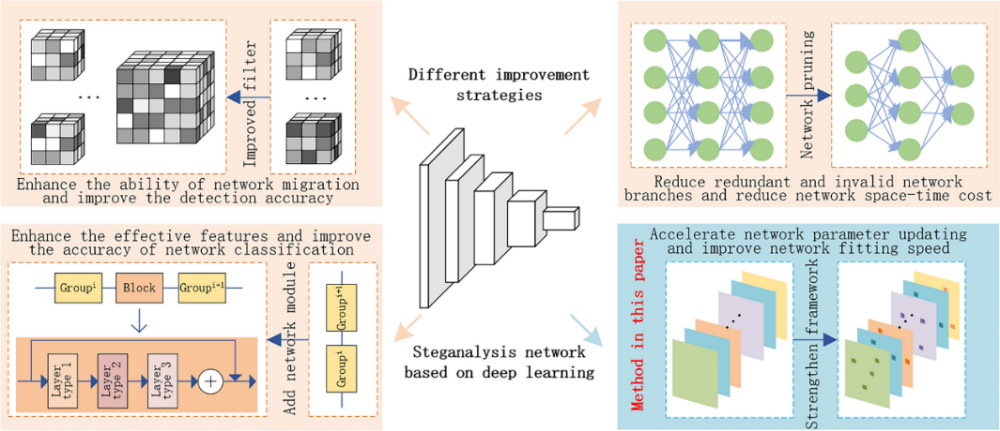 Improved filter
Enhance the ability of network migration
and improve the detection accuracy
Different improvement
strategies
Network pruning
Reduce redundant and invalid network
branches and reduce network space-time cost
Enhance the effective features and improve
the accuracy of network classification
Groupⁱ
Block
Groupⁱ⁺¹
Layer
type 1
Layer
type 2
Layer
type 3
+
Add network module
Groupⁱ⁺¹
Groupⁱ
Steganalysis network
based on deep learning
Method in this paper
Accelerate network parameter updating
and improve network fitting speed
Strengthen framework